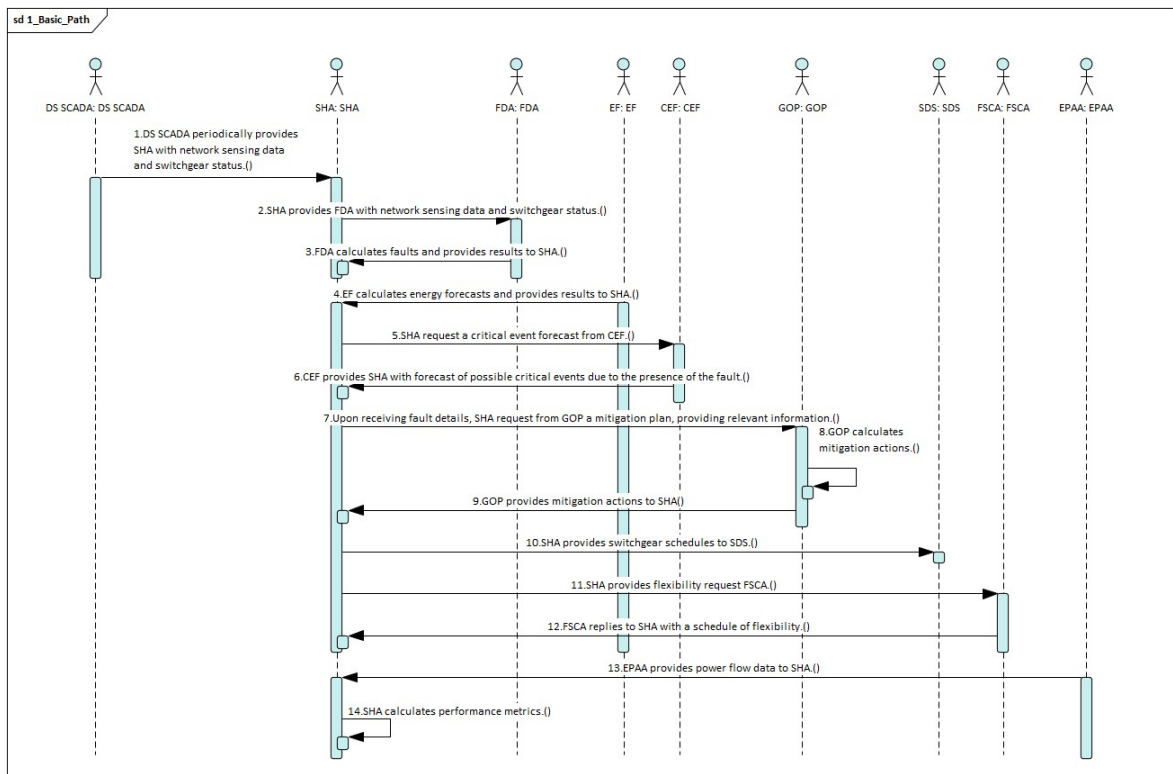 sd 1_Basic_Path
DS SCADA: DS SCADA
SHA: SHA
FDA: FDA
EF: EF
CEF: CEF
GOP: GOP
SDS: SDS
FSCA: FSCA
EPAA: EPAA
1.DS SCADA periodically provides
SHA with network sensing data
and switchgear status.()
2.SHA provides FDA with network sensing data and switchgear status.()
3.FDA calculates faults and provides results to SHA.()
4.EF calculates energy forecasts and provides results to SHA.()
5.SHA request a critical event forecast from CEF.()
6.CEF provides SHA with forecast of possible critical events due to the presence of the fault.()
7.Upon receiving fault details, SHA request from GOP a mitigation plan, providing relevant information.()
8.GOP calculates
mitigation actions.()
9.GOP provides mitigation actions to SHA()
10.SHA provides switchgear schedules to SDS.()
11.SHA provides flexibility request FSCA.()
12.FSCA replies to SHA with a schedule of flexibility.()
13.EPAA provides power flow data to SHA.()
14.SHA calculates performance metrics.()